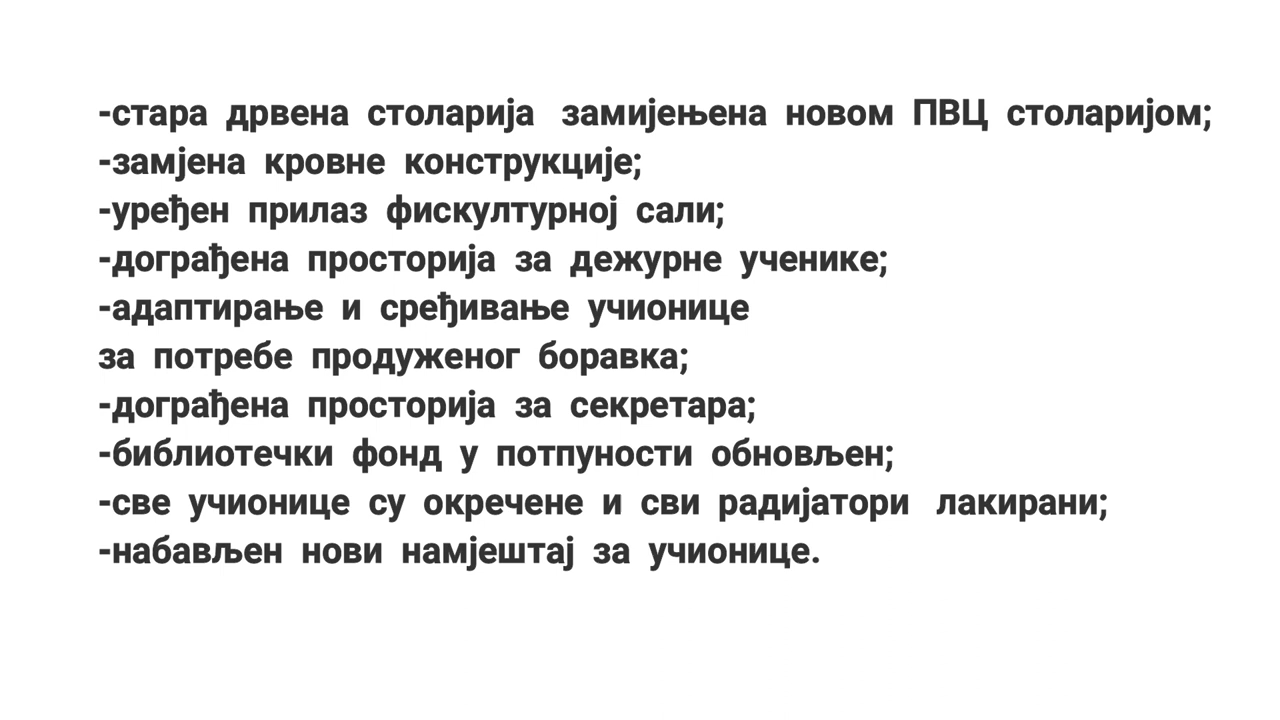 -стара дрвена столарија замијењена новом ПВЦ столаријом;
-замјена кровне конструкције;
-уређен прилаз фискултурној сали;
-дограђена просторија за дежурне ученике;
-адаптирање и сређивање учионице
за потребе продуженог боравка;
-дограђена просторија за секретара;
-библиотечки фонд у потпуности обновљен;
-све учионице су окречене и сви радијатори лакирани;
-набављен нови намјештај за учионице.